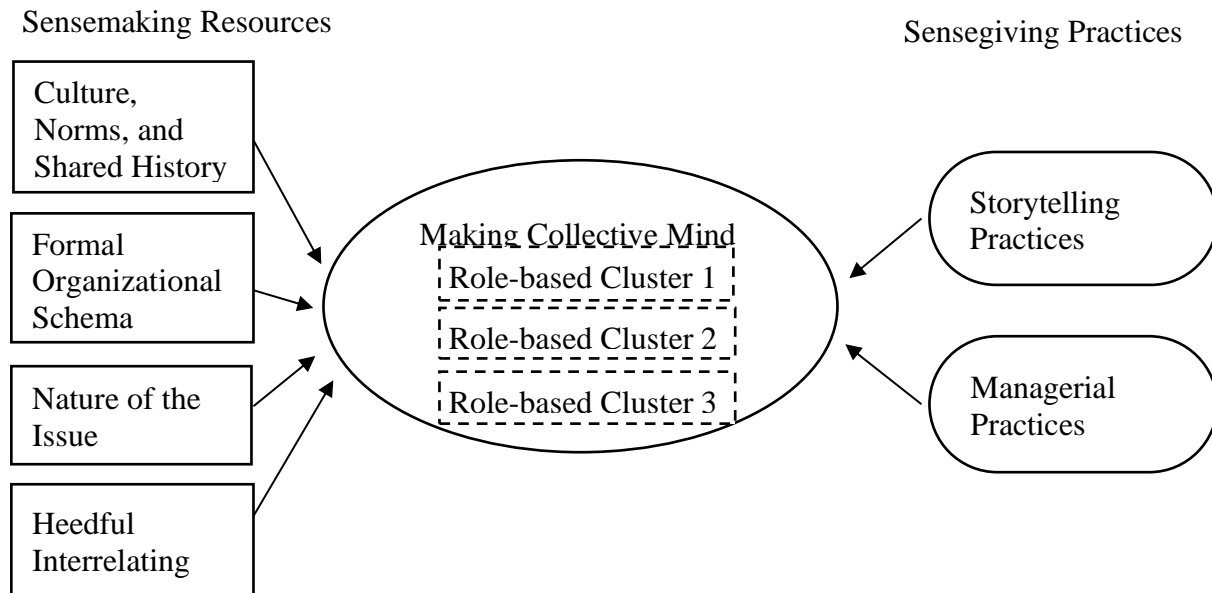 Sensemaking Resources
Sensegiving Practices
Culture,
Norms, and
Shared History
Formal
Organizational
Schema
Nature of the
Issue
Heedful
Interrelating
Making Collective Mind
Role-based Cluster 1
Role-based Cluster 2
Role-based Cluster 3
Storytelling
Practices
Managerial
Practices